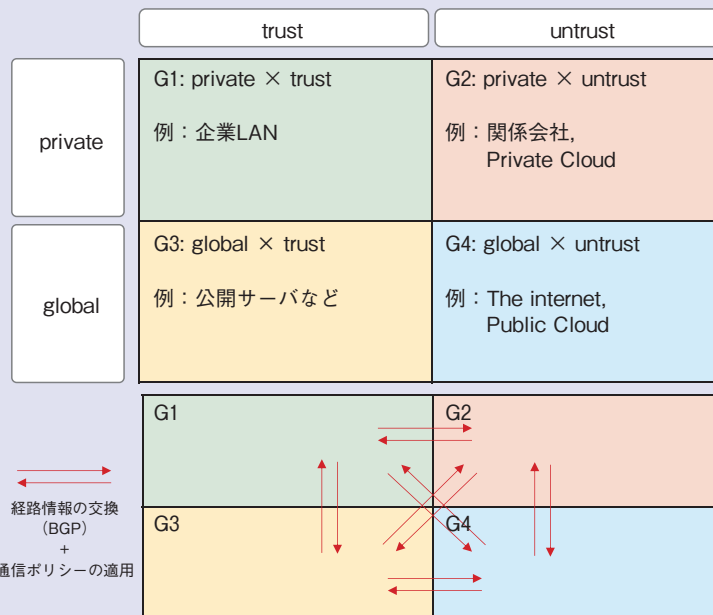 trust
untrust
private
G1: private × trust
例：企業LAN
G2: private × untrust
例：関係会社,
Private Cloud
global
G3: global × trust
例：公開サーバなど
G4: global × untrust
例：The internet,
Public Cloud
G1
G2
G3
G4
経路情報の交換
（BGP）
+
通信ポリシーの適用